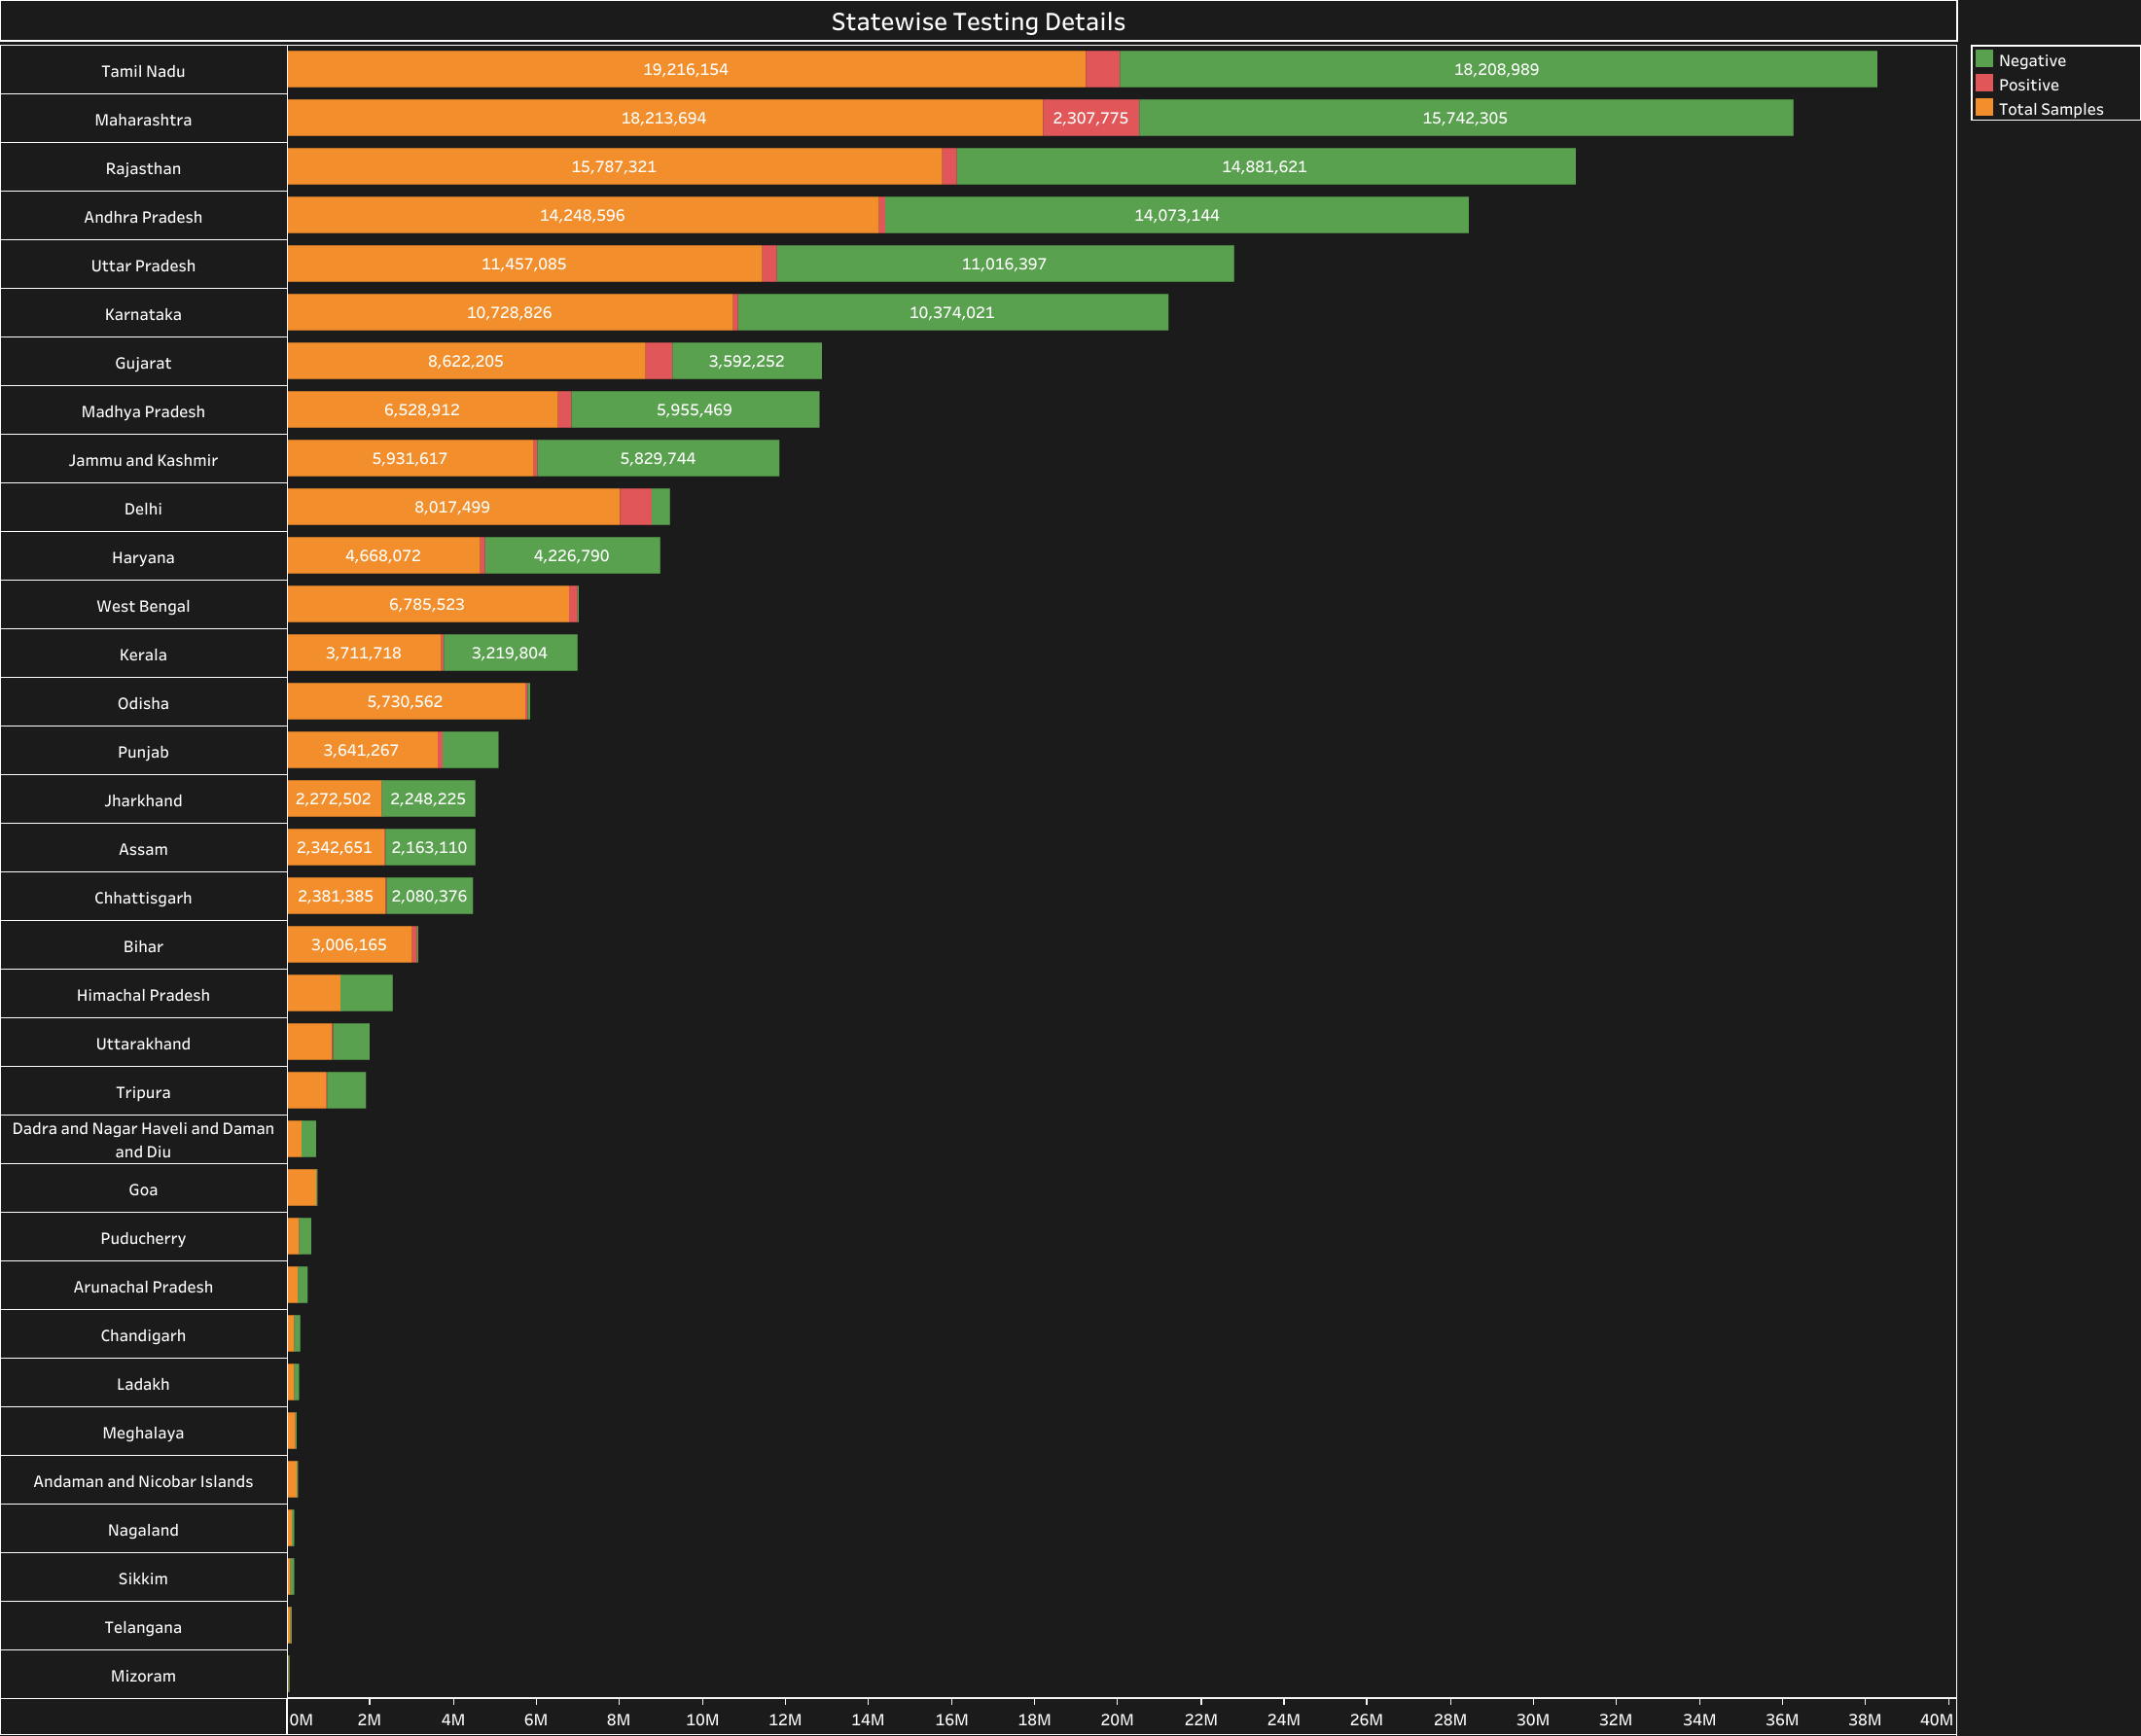 Statewise Testing Details
Negative
Positive
Total Samples
Tamil Nadu 19,216,154 18,208,989
Maharashtra 18,213,694 2,307,775 15,742,305
Rajasthan 15,787,321 14,881,621
Andhra Pradesh 14,248,596 14,073,144
Uttar Pradesh 11,457,085 11,016,397
Karnataka 10,728,826 10,374,021
Gujarat 8,622,205 3,592,252
Madhya Pradesh 6,528,912 5,955,469
Jammu and Kashmir 5,931,617 5,829,744
Delhi 8,017,499
Haryana 4,668,072 4,226,790
West Bengal 6,785,523
Kerala 3,711,718 3,219,804
Odisha 5,730,562
Punjab 3,641,267
Jharkhand 2,272,502 2,248,225
Assam 2,342,651 2,163,110
Chhattisgarh 2,381,385 2,080,376
Bihar 3,006,165
Himachal Pradesh
Uttarakhand
Tripura
Dadra and Nagar Haveli and Daman
and Diu
Goa
Puducherry
Arunachal Pradesh
Chandigarh
Ladakh
Meghalaya
Andaman and Nicobar Islands
Nagaland
Sikkim
Telangana
Mizoram
0M 2M 4M 6M 8M 10M 12M 14M 16M 18M 20M 22M 24M 26M 28M 30M 32M 34M 36M 38M 40M